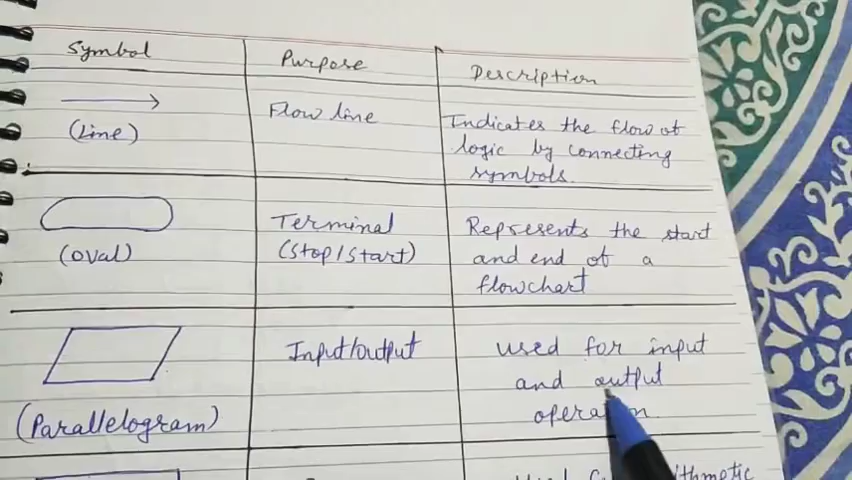 Symbol Purpose Description
(Line) Flow line Indicates the flow of
logic by connecting
symbols.
(Oval) Terminal Represents the start
(Stop/Start) and end of a
flowchart
Input/output used for input
and output
(Parallelogram)